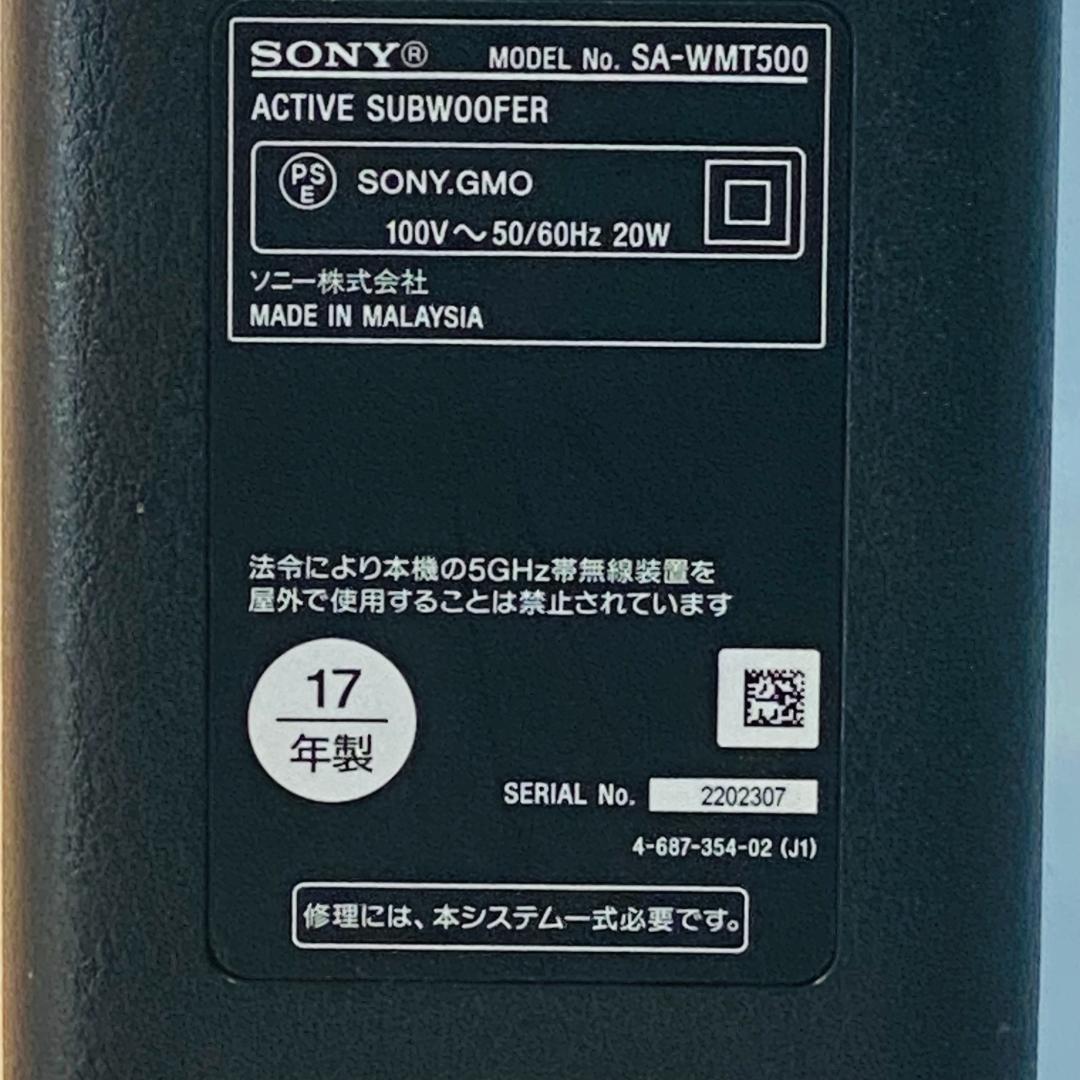 SONY® MODEL No. SA-WMT500
ACTIVE SUBWOOFER
PSE SONY.GMO
100V～50/60Hz 20W
ソニー株式会社
MADE IN MALAYSIA
法令により本機の5GHz帯無線装置を
屋外で使用することは禁止されています
17
年製
SERIAL No. 2202307
4-687-354-02 (J1)
修理には、本システム一式必要です。